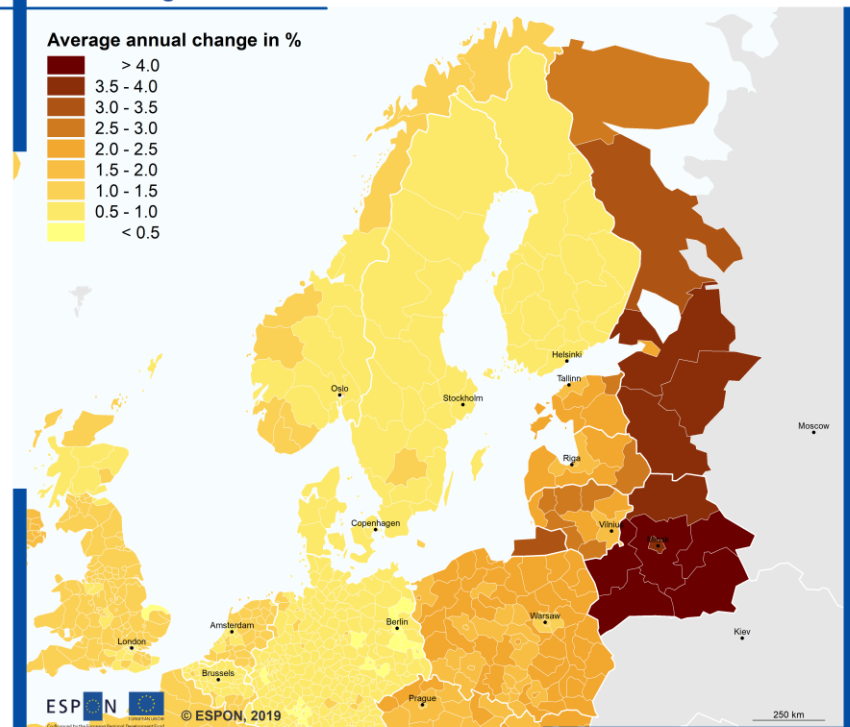 Average annual change in %
> 4.0
3.5 - 4.0
3.0 - 3.5
2.5 - 3.0
2.0 - 2.5
1.5 - 2.0
1.0 - 1.5
0.5 - 1.0
< 0.5
Helsinki
Tallinn
Oslo
Stockholm
Moscow
Riga
Copenhagen
Vilnius
Minsk
Warsaw
Berlin
Amsterdam
London
Kiev
Brussels
Prague
ESPON
© ESPON, 2019
250 km